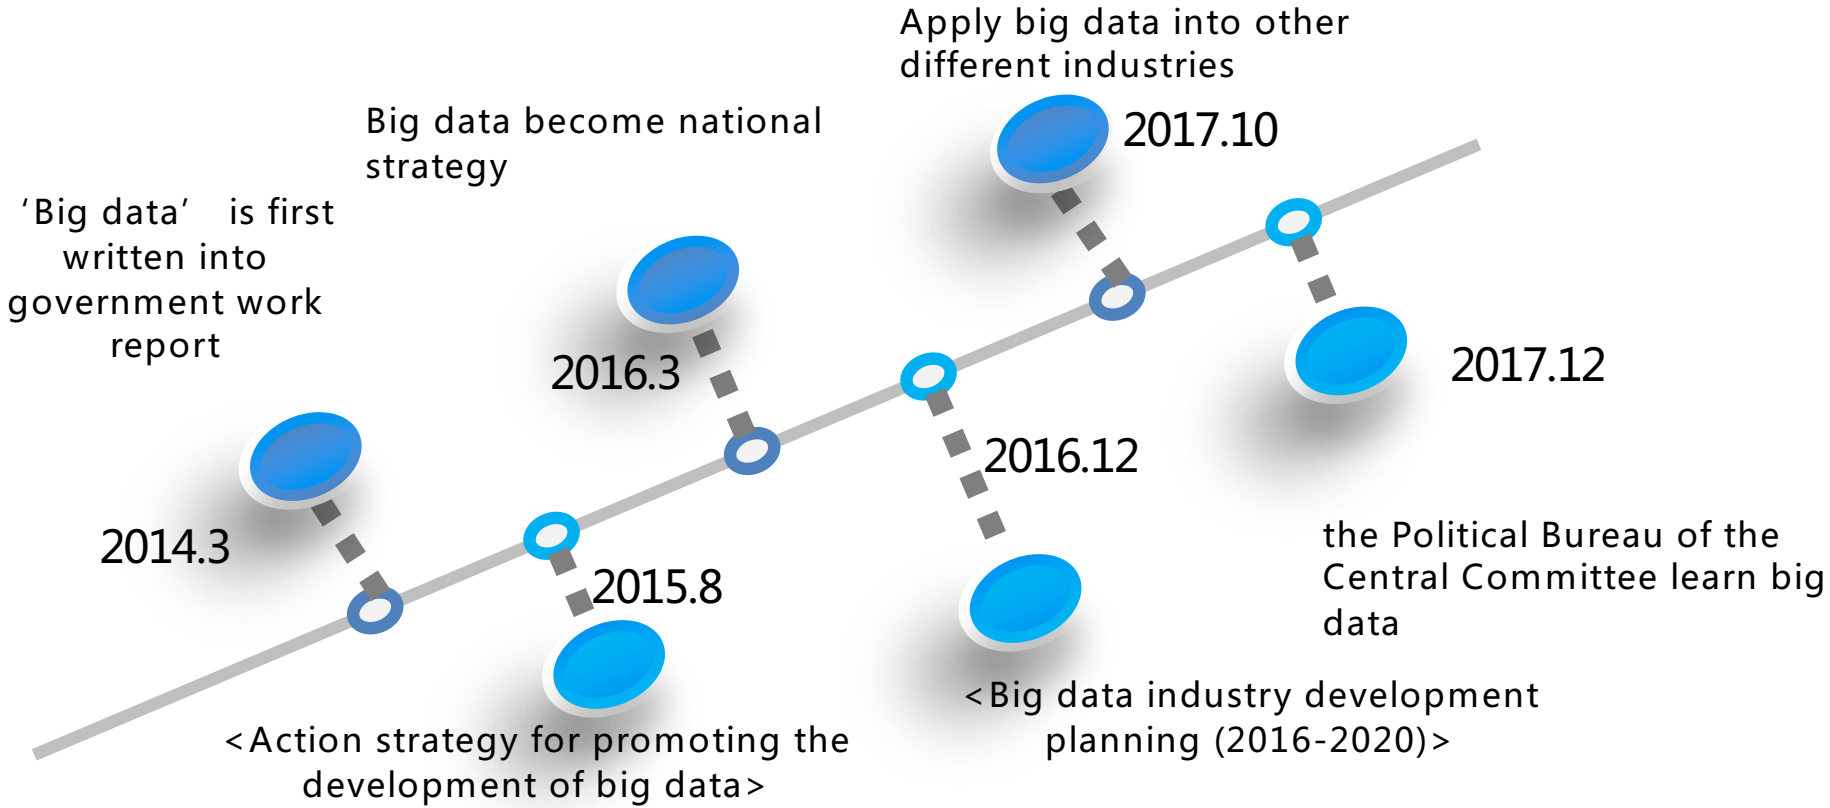 Apply big data into other
different industries
2017.10
Big data become national
strategy
‘Big data’ is first
written into
government work
report
2016.3
2017.12
2016.12
2014.3
2015.8
the Political Bureau of the
Central Committee learn big
data
<Big data industry development
planning (2016-2020)>
<Action strategy for promoting the
development of big data>